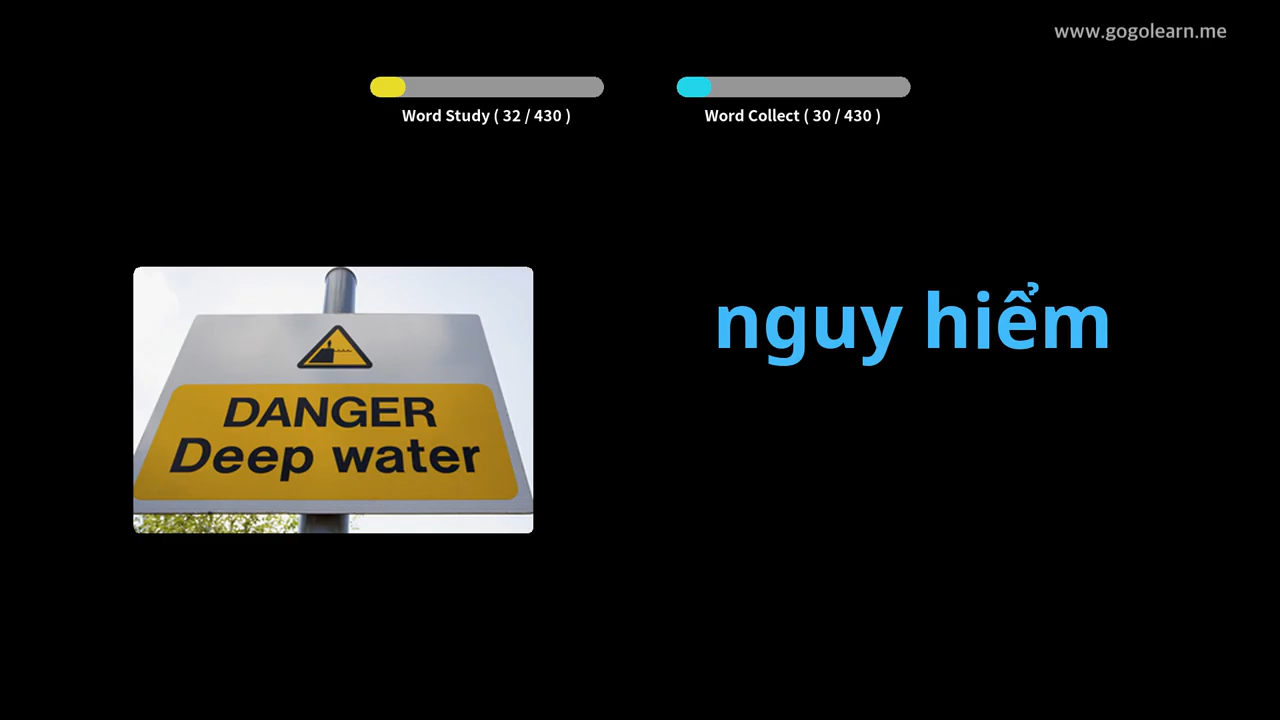 www.gogolearn.me
Word Study ( 32 / 430 )
Word Collect ( 30 / 430 )
nguy hiểm
DANGER
Deep water